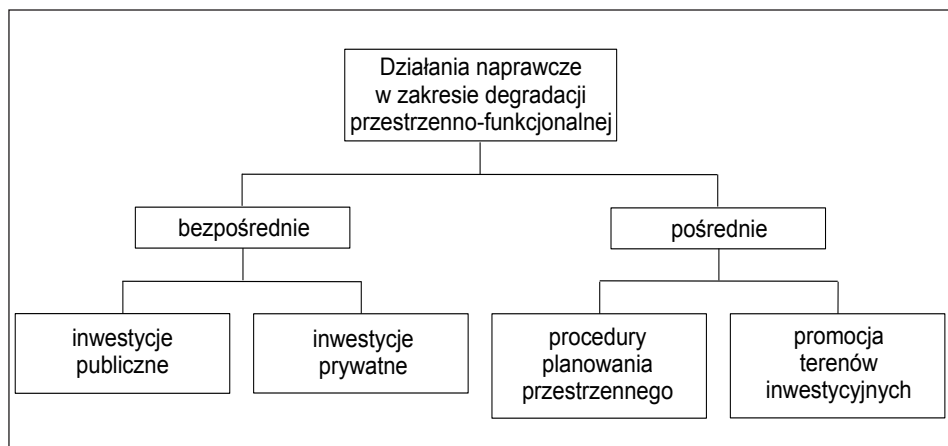 Działania naprawcze
w zakresie degradacji
przestrzenno-funkcjonalnej
bezpośrednie
pośrednie
inwestycje
publiczne
inwestycje
prywatne
procedury
planowania
przestrzennego
promocja
terenów
inwestycyjnych